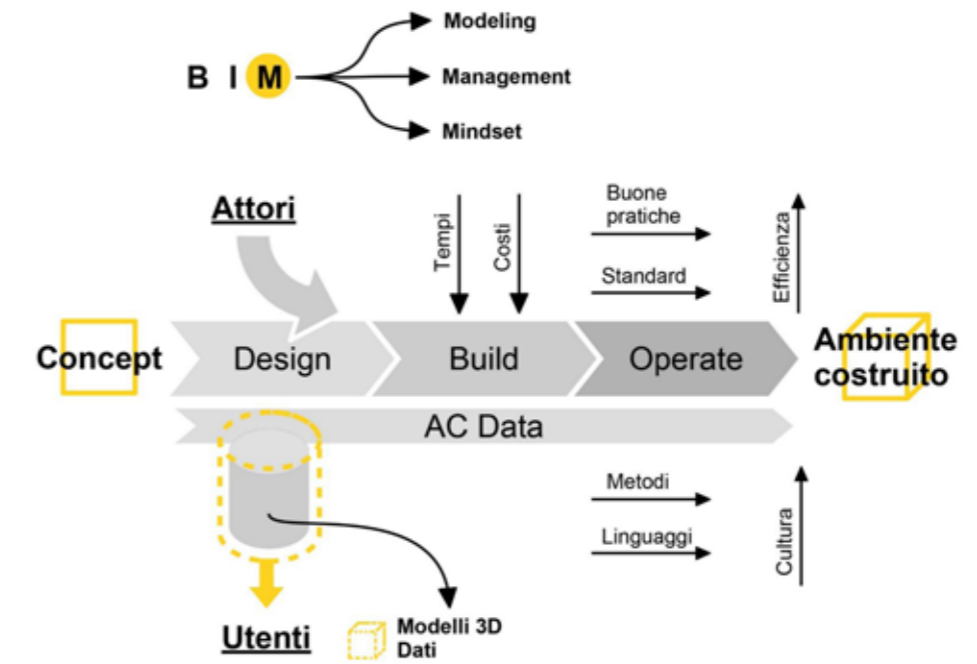 Modeling
B I M
Management
Mindset
Attori
Tempi
Costi
Buone
pratiche
Standard
Efficienza
Concept
Design
Build
Operate
Ambiente
costruito
AC Data
Metodi
Linguaggi
Cultura
Utenti
Modelli 3D
Dati